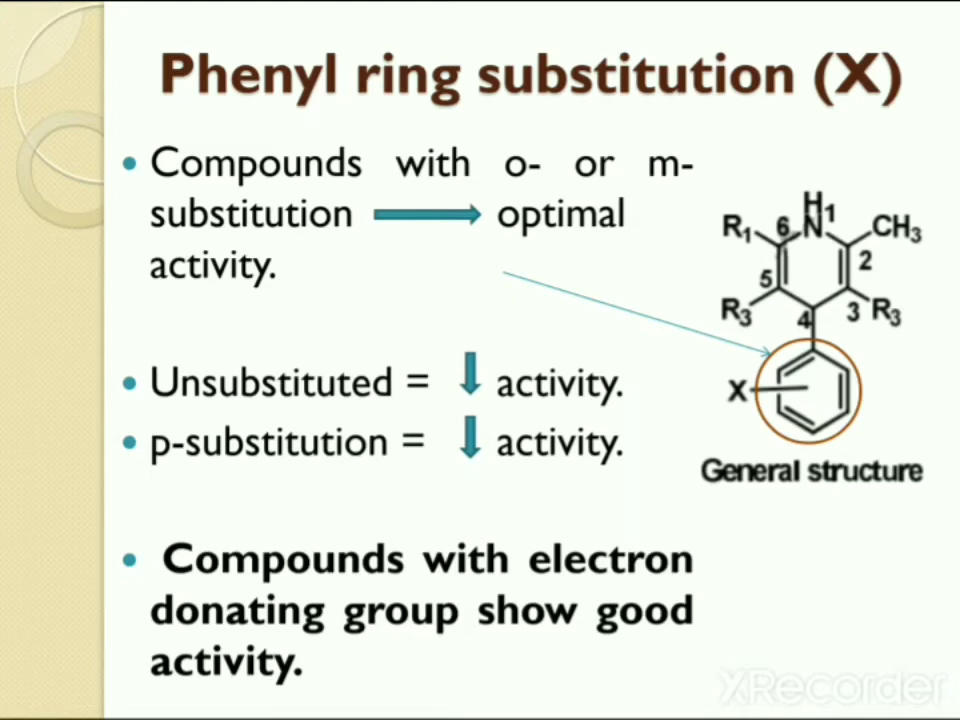 Phenyl ring substitution (X)
• Compounds with o- or m-
substitution → optimal
activity.
• Unsubstituted = ↓ activity.
• p-substitution = ↓ activity.
• Compounds with electron
donating group show good
activity.
H 1
R1 6 N CH3
5 2
R3 4 3 R3
X
General structure
XRecorder